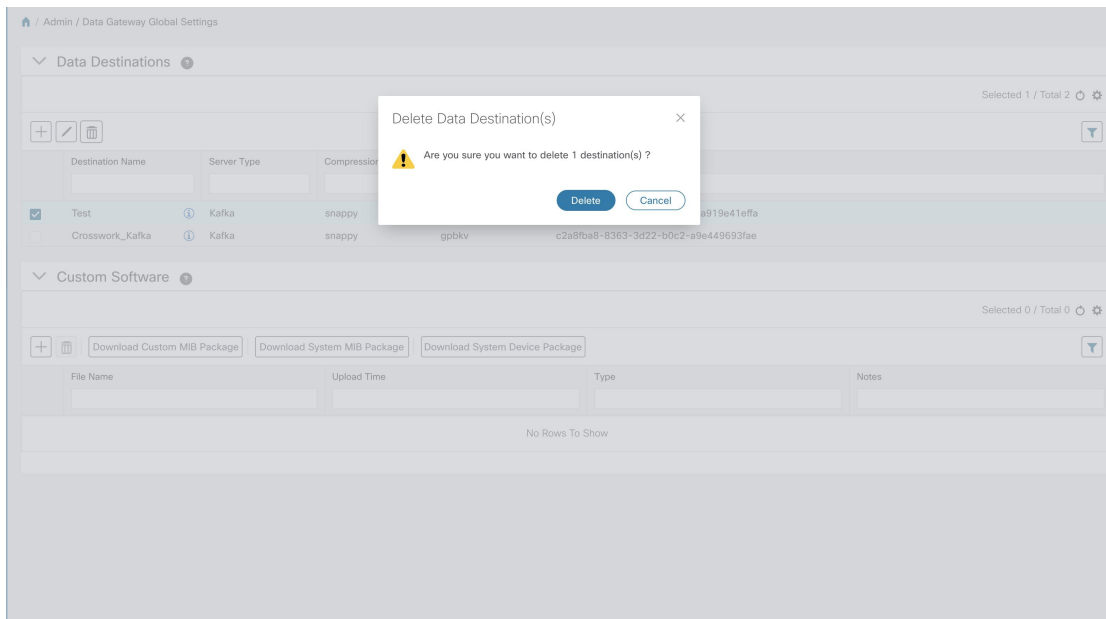 / Admin / Data Gateway Global Settings
Data Destinations ?
Selected 1 / Total 2
Delete Data Destination(s)
Are you sure you want to delete 1 destination(s) ?
Delete Cancel
Destination Name Server Type Compression
Test i Kafka snappy a919e41effa
Crosswork_Kafka i Kafka snappy gpbkv c2a8fba8-8363-3d22-b0c2-a9e449693fae
Custom Software ?
Selected 0 / Total 0
Download Custom MIB Package Download System MIB Package Download System Device Package
File Name Upload Time Type Notes
No Rows To Show